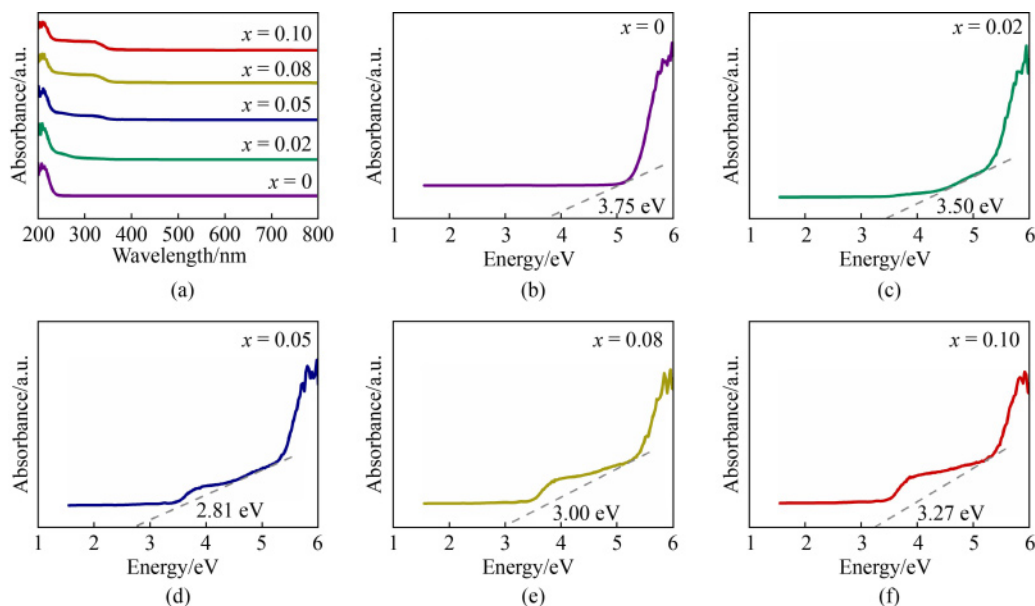 Absorbance/a.u.
x = 0.10
x = 0.08
x = 0.05
x = 0.02
x = 0
200 300 400 500 600 700 800
Wavelength/nm
(a)
Absorbance/a.u.
x = 0
3.75 eV
1 2 3 4 5 6
Energy/eV
(b)
Absorbance/a.u.
x = 0.02
3.50 eV
1 2 3 4 5 6
Energy/eV
(c)
Absorbance/a.u.
x = 0.05
2.81 eV
1 2 3 4 5 6
Energy/eV
(d)
Absorbance/a.u.
x = 0.08
3.00 eV
1 2 3 4 5 6
Energy/eV
(e)
Absorbance/a.u.
x = 0.10
3.27 eV
1 2 3 4 5 6
Energy/eV
(f)